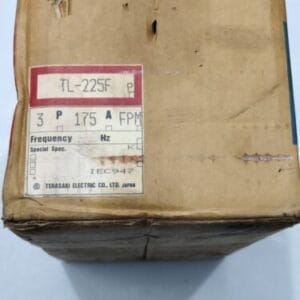 TL-225F P
3 P 175 A FPM
Frequency Hz
Special Spec.
K
IEC947
© TERASAKI ELECTRIC CO., LTD. Japan